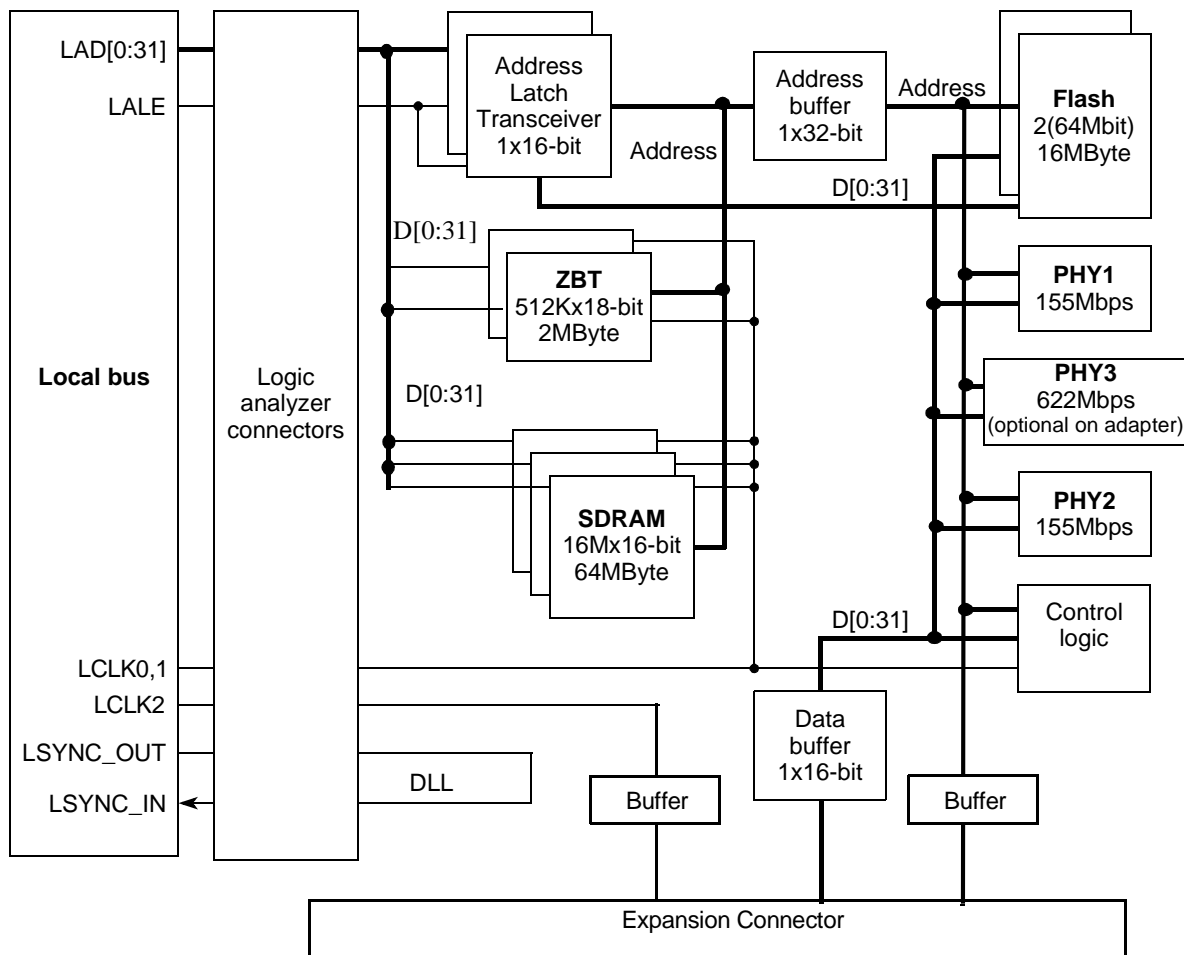 LAD[0:31]
LALE
Local bus
LCLK0,1
LCLK2
LSYNC_OUT
LSYNC_IN
Logic
analyzer
connectors
Address
Latch
Transceiver
1x16-bit
Address
buffer
1x32-bit
Address
Flash
2(64Mbit)
16MByte
Address
D[0:31]
D[0:31]
ZBT
512Kx18-bit
2MByte
PHY1
155Mbps
D[0:31]
PHY3
622Mbps
(optional on adapter)
SDRAM
16Mx16-bit
64MByte
PHY2
155Mbps
D[0:31]
Control
logic
Data
buffer
1x16-bit
DLL
Buffer
Buffer
Expansion Connector